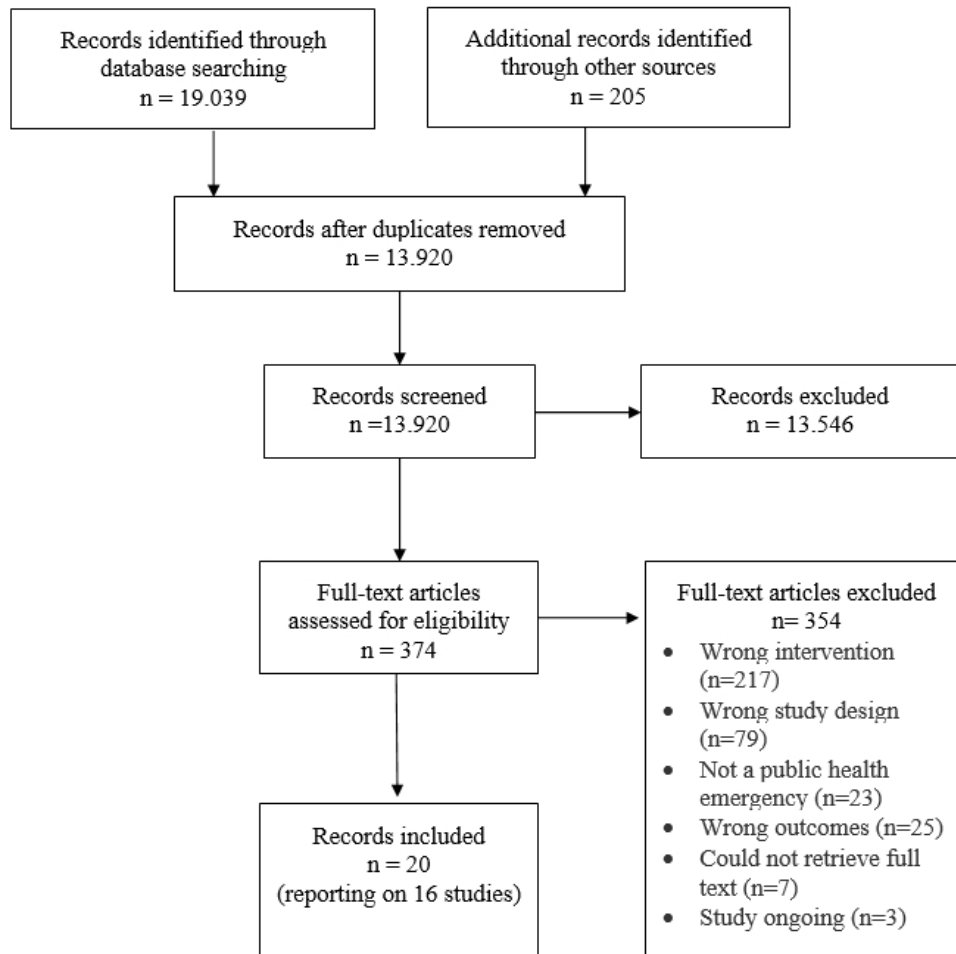 Records identified through
database searching
n = 19.039
Additional records identified
through other sources
n = 205
Records after duplicates removed
n = 13.920
Records screened
n =13.920
Records excluded
n = 13.546
Full-text articles
assessed for eligibility
n = 374
Full-text articles excluded
n= 354
• Wrong intervention
(n=217)
• Wrong study design
(n=79)
• Not a public health
emergency (n=23)
• Wrong outcomes (n=25)
• Could not retrieve full
text (n=7)
• Study ongoing (n=3)
Records included
n = 20
(reporting on 16 studies)